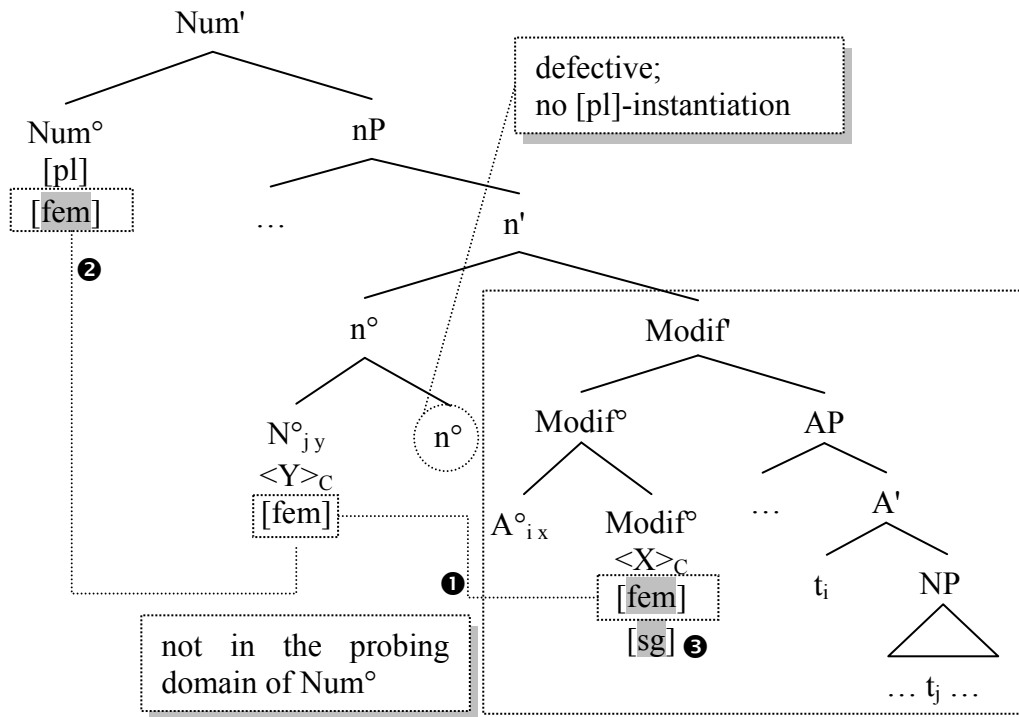 Num'
defective;
no [pl]-instantiation
Num° nP
[pl]
[fem] … n'
❷
n° Modif'
N°j y n° Modif° AP
<Y>C
[fem] A°i x Modif° … A'
<X>C
❶ [fem] ti NP
[sg] ❸
not in the probing
domain of Num°
… tj …